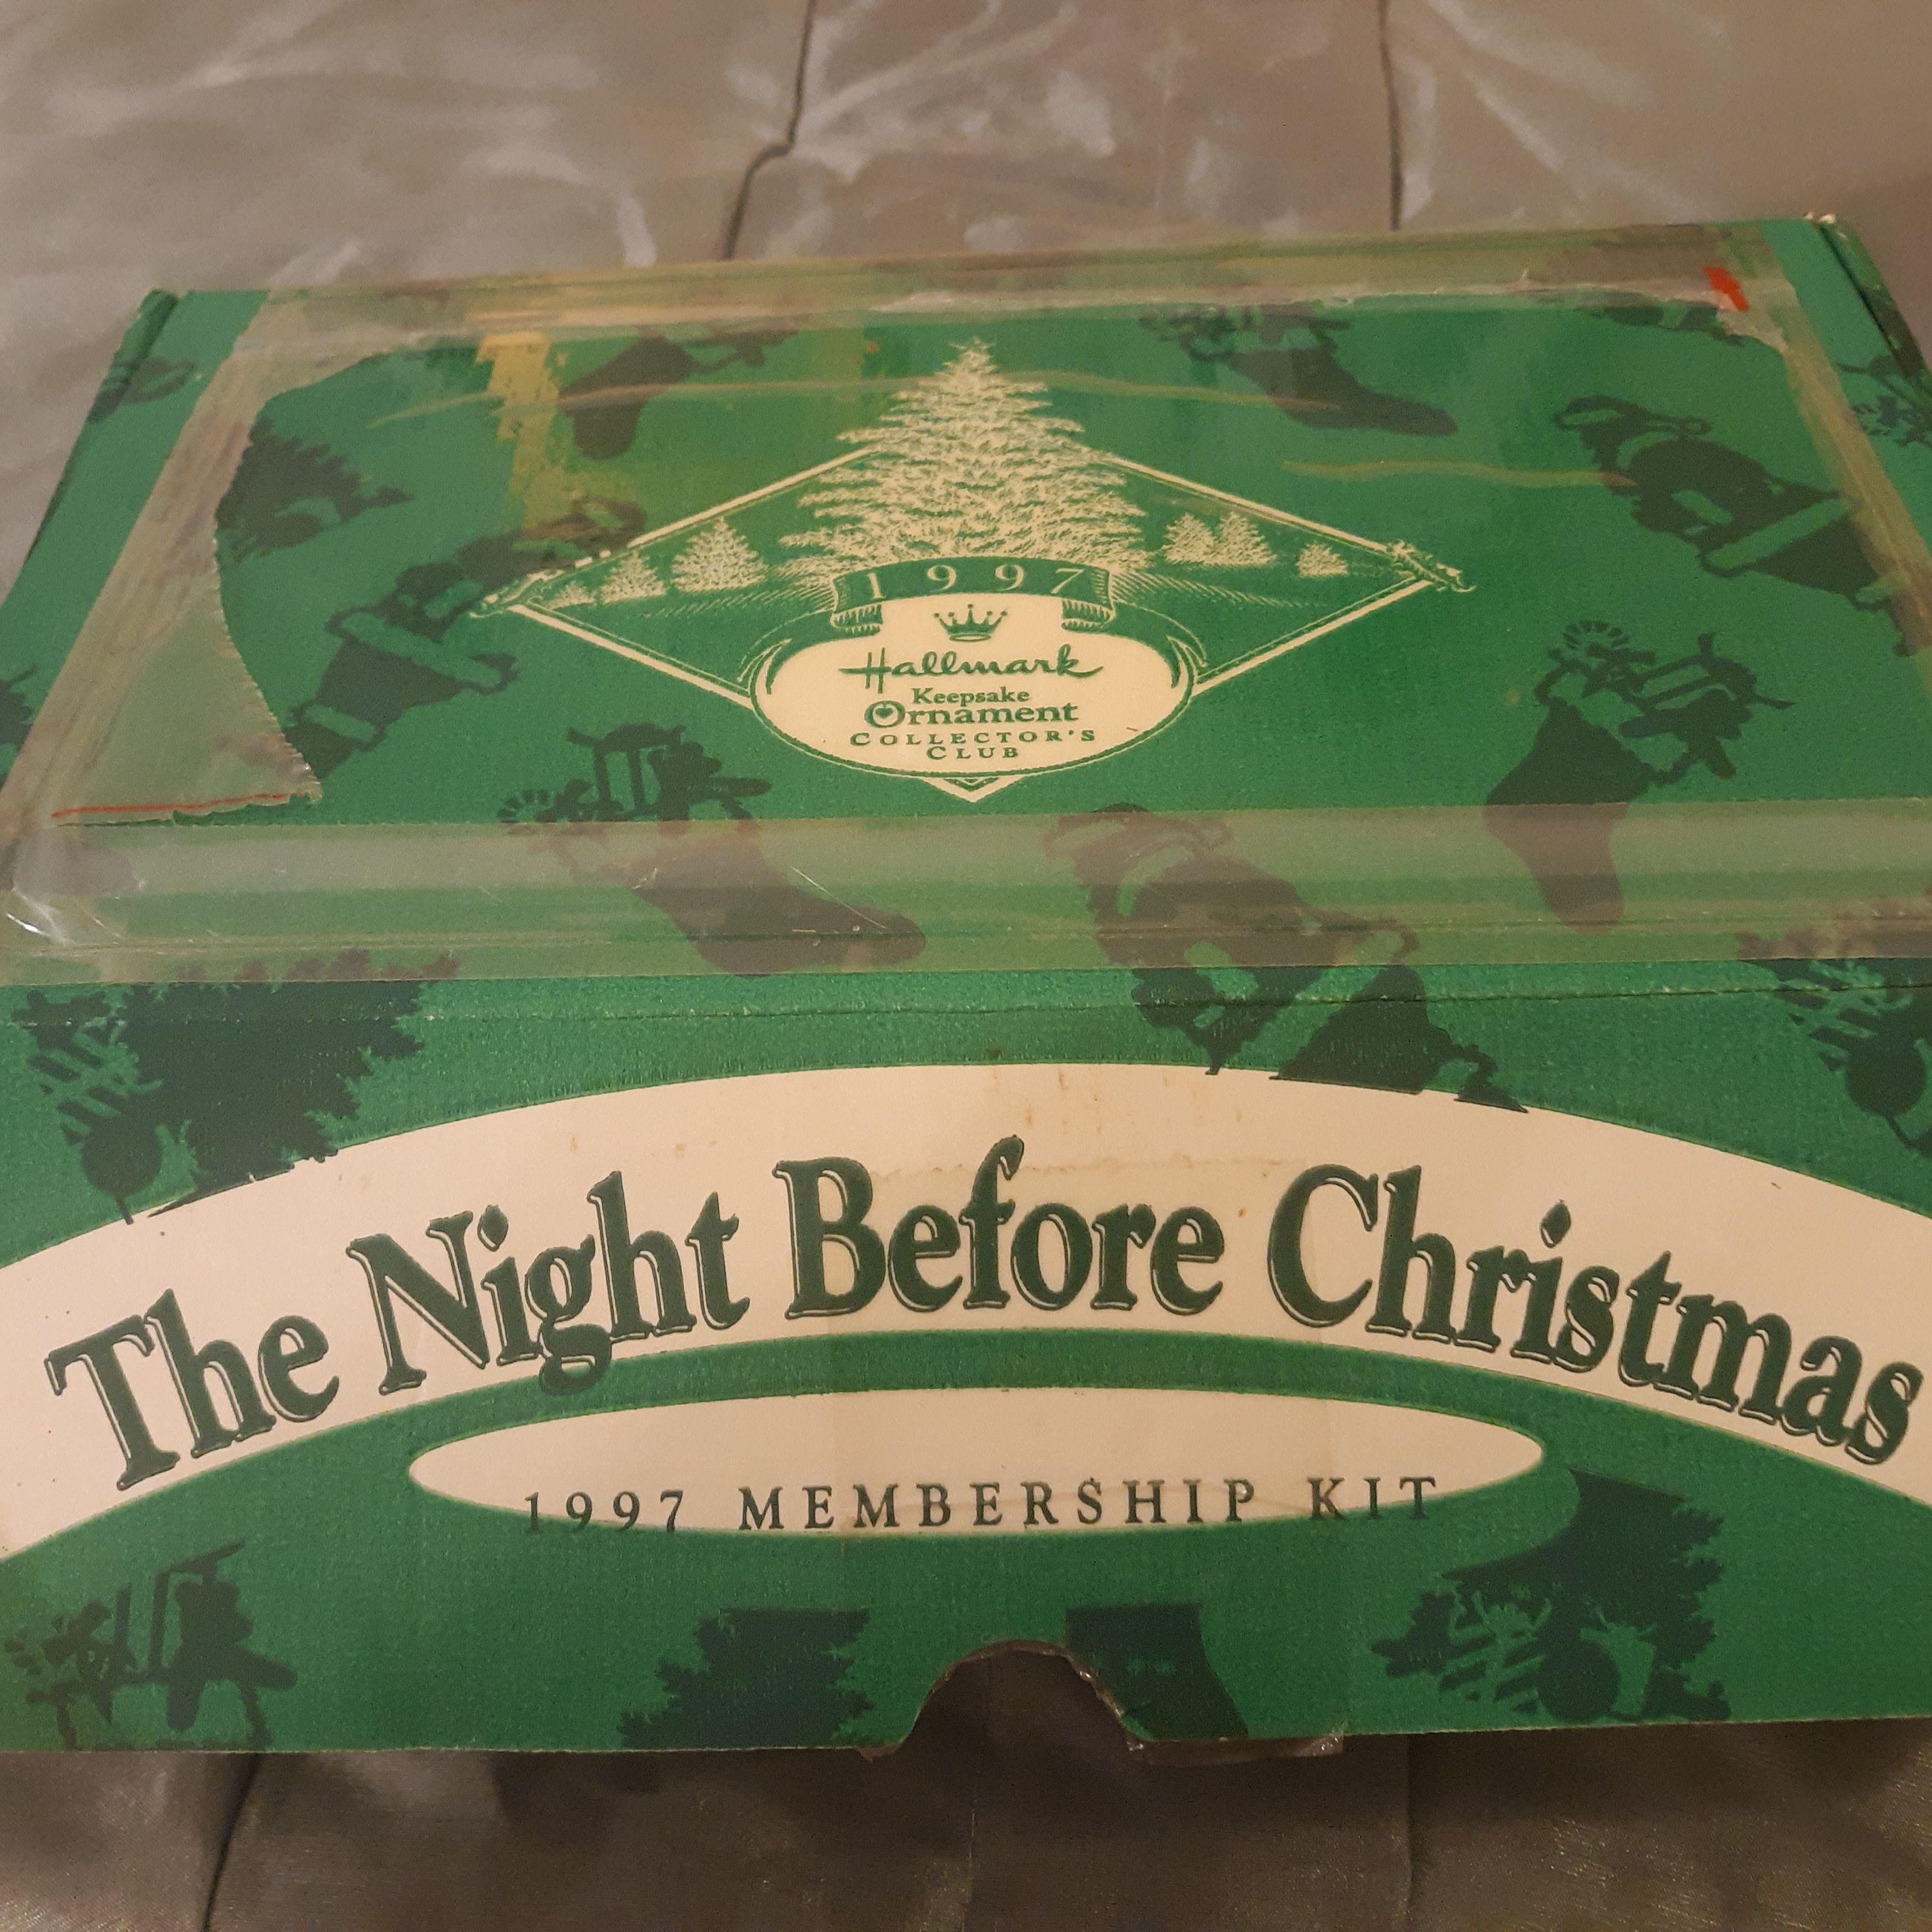 1997
Hallmark
Keepsake
Ornament
COLLECTOR'S
CLUB
The Night Before Christmas
1997 MEMBERSHIP KIT